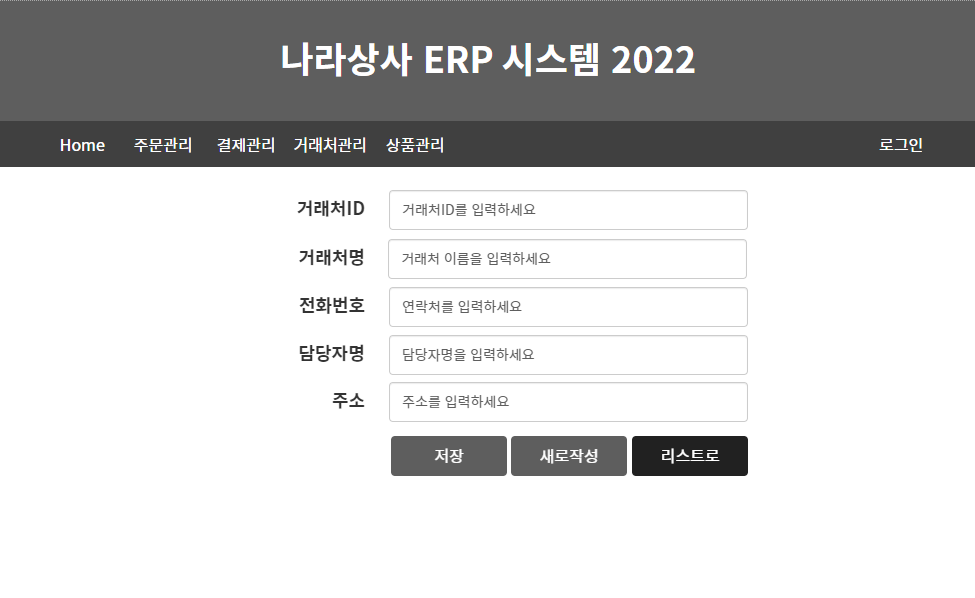 나라상사 ERP 시스템 2022
Home 주문관리 결제관리 거래처관리 상품관리 로그인
거래처ID 거래처ID를 입력하세요
거래처명 거래처 이름을 입력하세요
전화번호 연락처를 입력하세요
담당자명 담당자명을 입력하세요
주소 주소를 입력하세요
저장 새로작성 리스트로